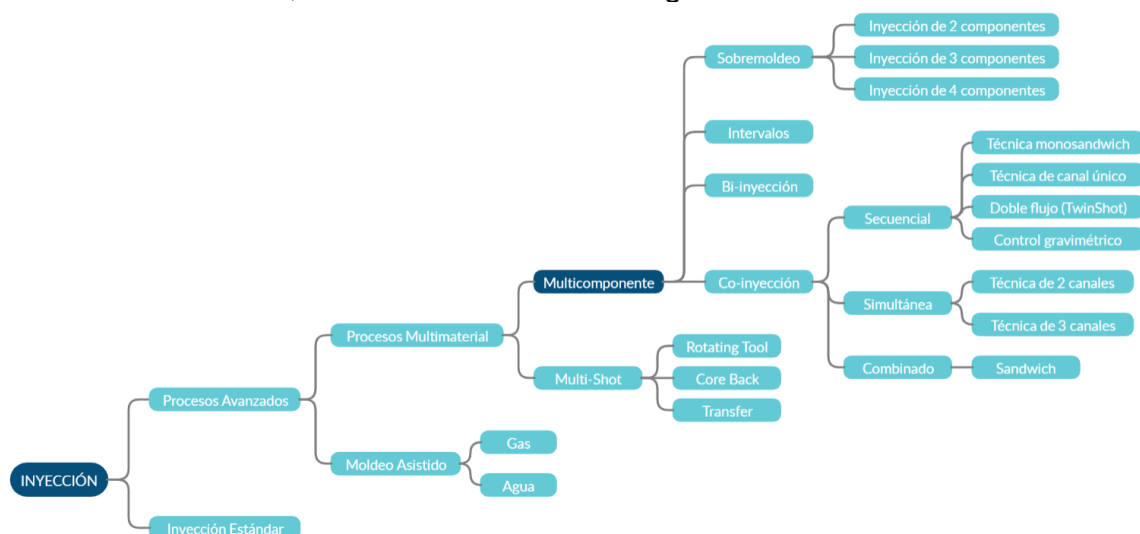 Inyección de 2 componentes
Sobremoldeo
Inyección de 3 componentes
Inyección de 4 componentes
Intervalos
Técnica monosandwich
Técnica de canal único
Bi-inyección
Doble flujo (TwinShot)
Secuencial
Control gravimétrico
Multicomponente
Co-inyección
Técnica de 2 canales
Simultánea
Técnica de 3 canales
Procesos Multimaterial
Rotating Tool
Combinado
Sandwich
Multi-Shot
Core Back
Procesos Avanzados
Transfer
Gas
Moldeo Asistido
INYECCIÓN
Agua
Inyección Estándar